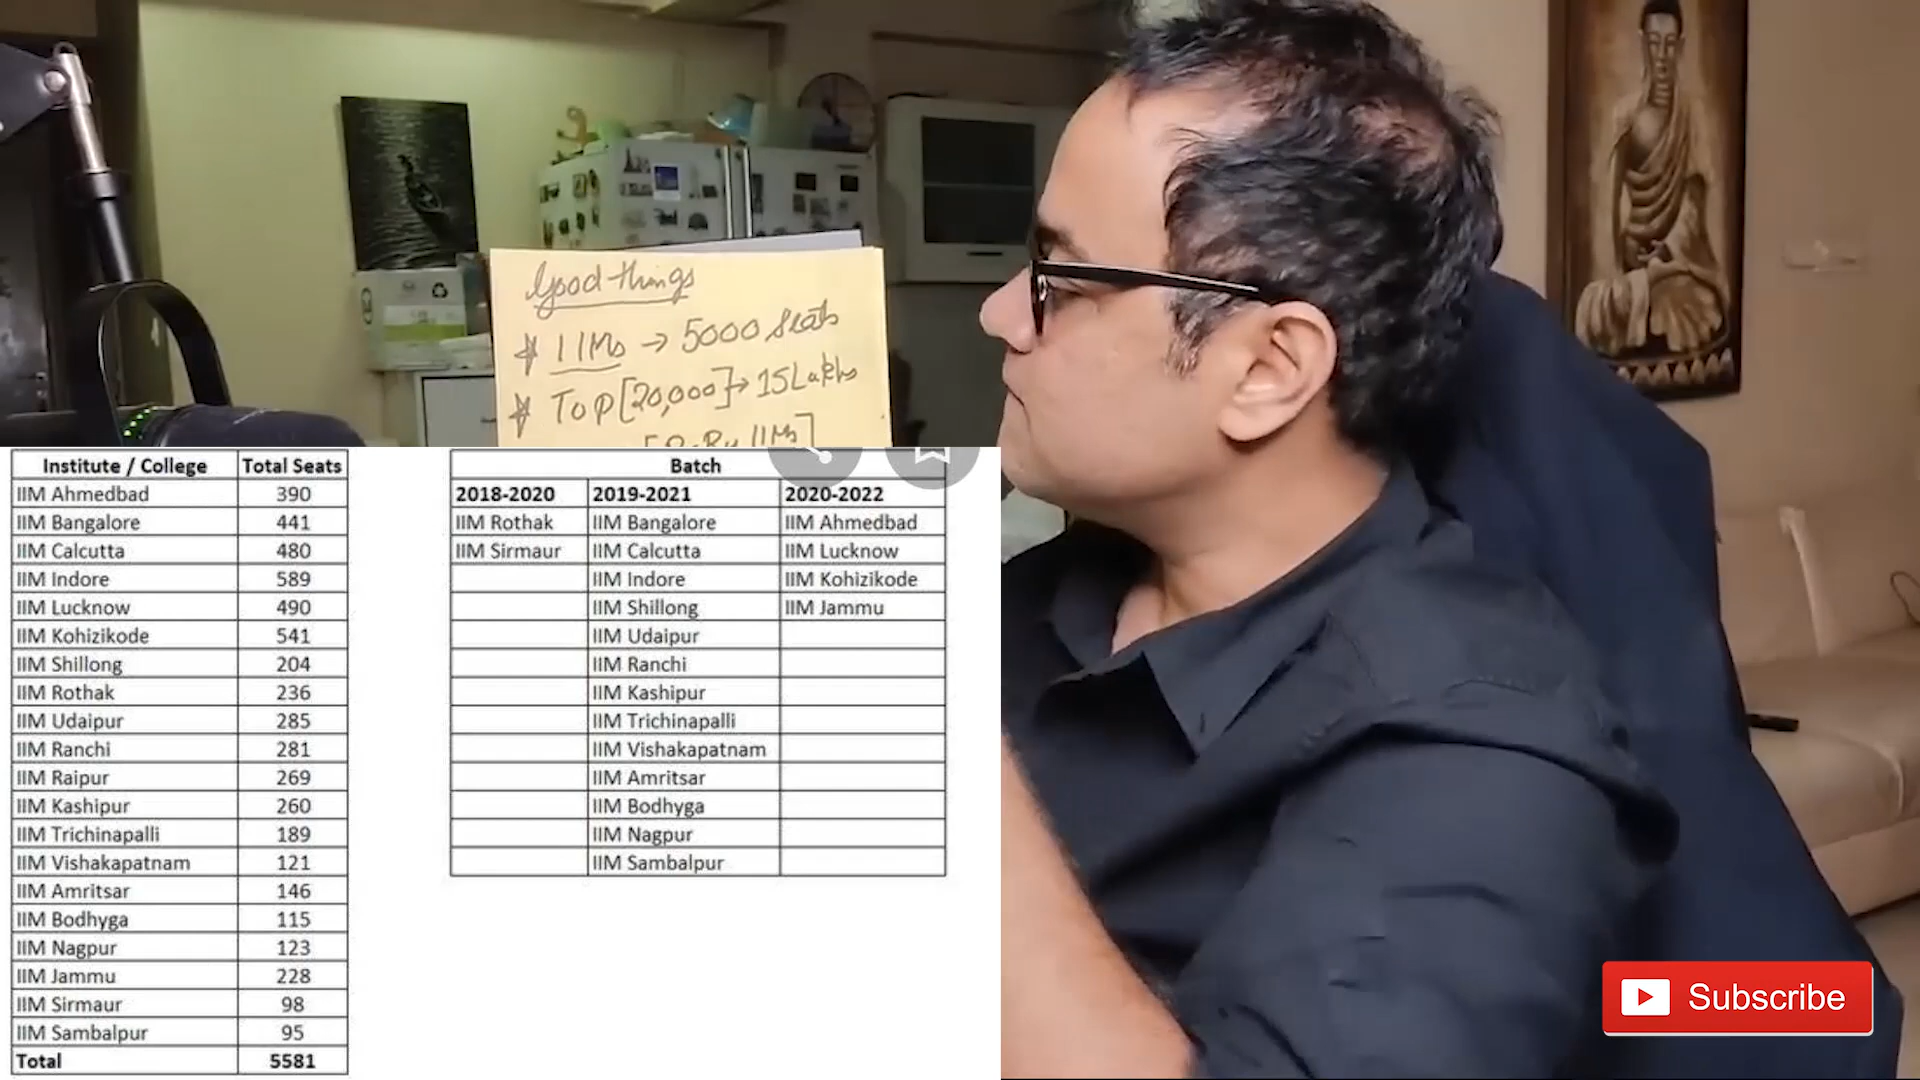 Good things
IIMs → 5000 Seats
Top [20,000] → 15 Lakhs
IIMs]
Institute / College Total Seats
IIM Ahmedbad 390
IIM Bangalore 441
IIM Calcutta 480
IIM Indore 589
IIM Lucknow 490
IIM Kohizikode 541
IIM Shillong 204
IIM Rothak 236
IIM Udaipur 285
IIM Ranchi 281
IIM Raipur 269
IIM Kashipur 260
IIM Trichinapalli 189
IIM Vishakapatnam 121
IIM Amritsar 146
IIM Bodhyga 115
IIM Nagpur 123
IIM Jammu 228
IIM Sirmaur 98
IIM Sambalpur 95
Total 5581
Batch
2018-2020 2019-2021 2020-2022
IIM Rothak IIM Bangalore IIM Ahmedbad
IIM Sirmaur IIM Calcutta IIM Lucknow
IIM Indore IIM Kohizikode
IIM Shillong IIM Jammu
IIM Udaipur
IIM Ranchi
IIM Kashipur
IIM Trichinapalli
IIM Vishakapatnam
IIM Amritsar
IIM Bodhyga
IIM Nagpur
IIM Sambalpur
Subscribe